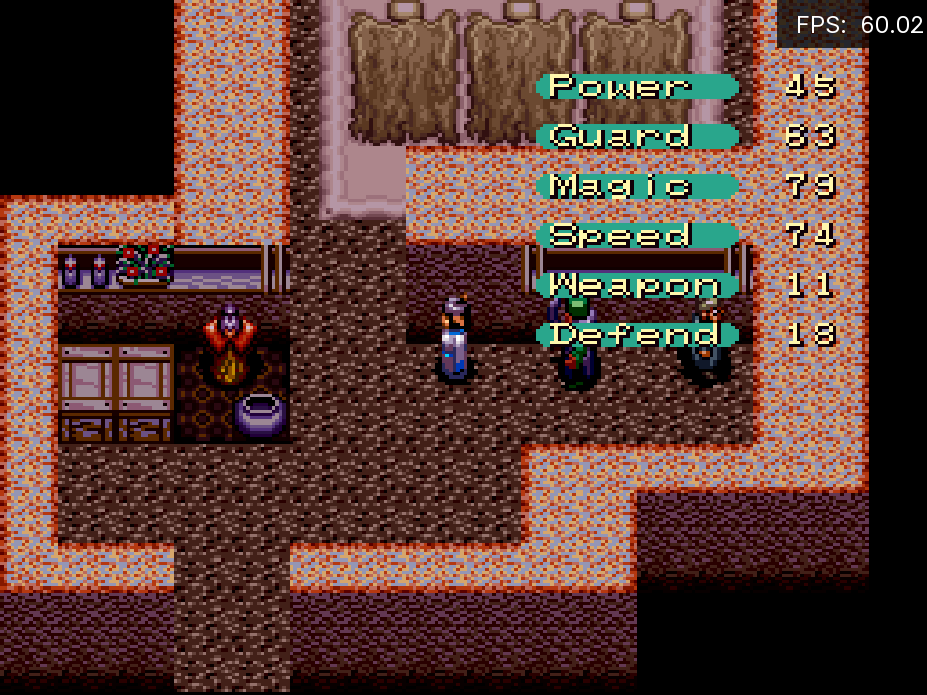 FPS: 60.02
Power 45
Guard 63
Magic 79
Speed 74
Weapon 11
Defend 18